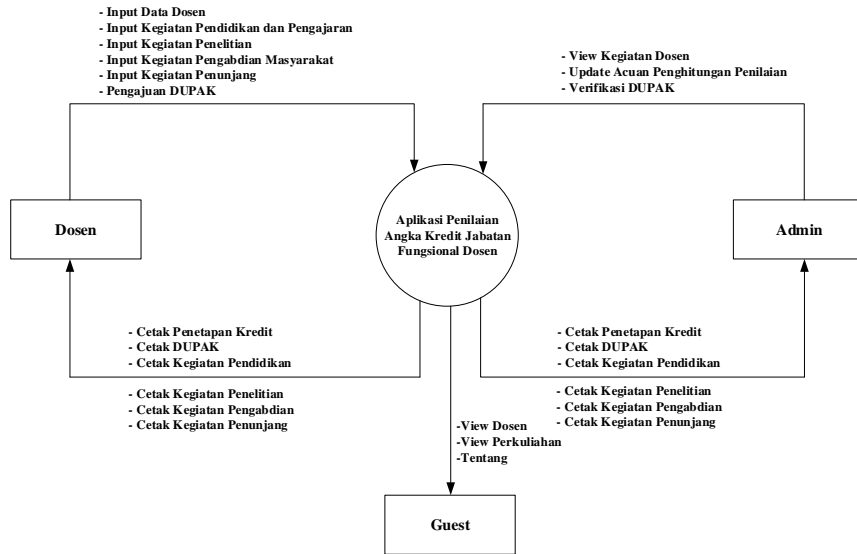 - Input Data Dosen
- Input Kegiatan Pendidikan dan Pengajaran
- Input Kegiatan Penelitian
- Input Kegiatan Pengabdian Masyarakat
- Input Kegiatan Penunjang
- Pengajuan DUPAK
- View Kegiatan Dosen
- Update Acuan Penghitungan Penilaian
- Verifikasi DUPAK
Dosen
Aplikasi Penilaian
Angka Kredit Jabatan
Fungsional Dosen
Admin
- Cetak Penetapan Kredit
- Cetak DUPAK
- Cetak Kegiatan Pendidikan
- Cetak Kegiatan Penelitian
- Cetak Kegiatan Pengabdian
- Cetak Kegiatan Penunjang
- Cetak Penetapan Kredit
- Cetak DUPAK
- Cetak Kegiatan Pendidikan
- Cetak Kegiatan Penelitian
- Cetak Kegiatan Pengabdian
- Cetak Kegiatan Penunjang
-View Dosen
-View Perkuliahan
-Tentang
Guest